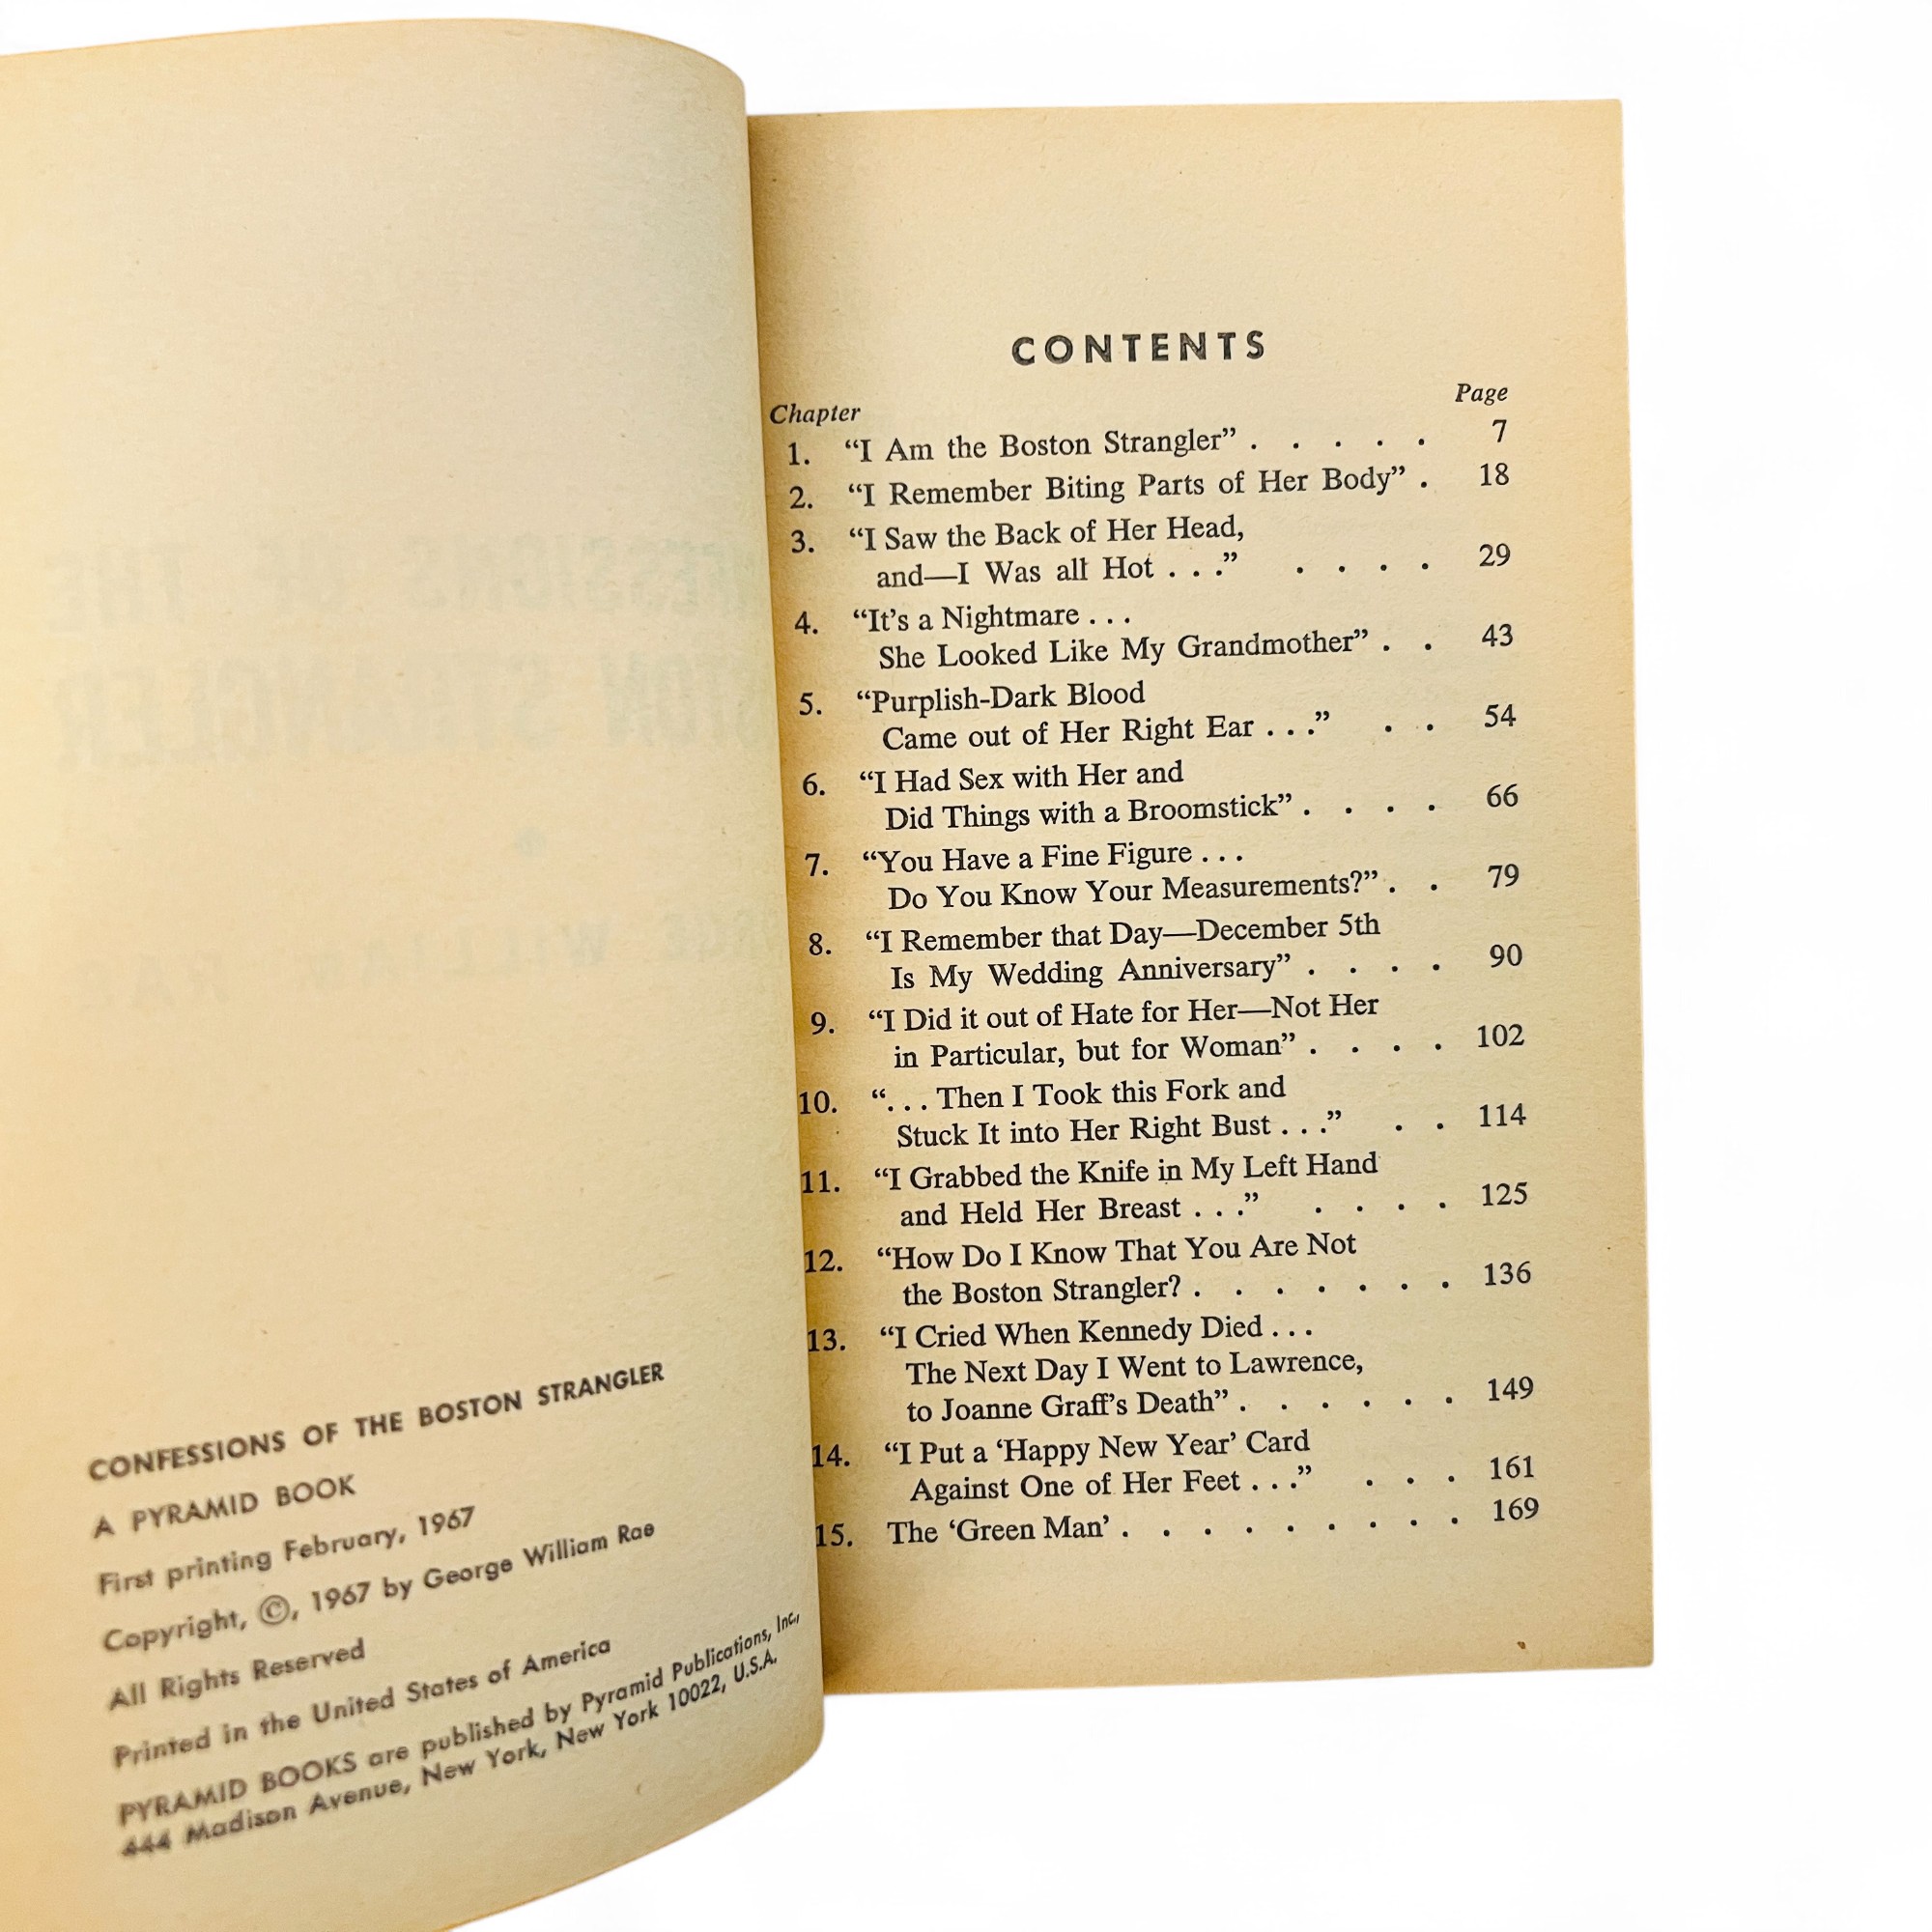 CONFESSIONS OF THE BOSTON STRANGLER
A PYRAMID BOOK
First printing February, 1967
Copyright, ©, 1967 by George William Rae
All Rights Reserved
Printed in the United States of America
PYRAMID BOOKS are published by Pyramid Publications, Inc.,
444 Madison Avenue, New York, New York 10022, U.S.A.
CONTENTS
Chapter Page
1. “I Am the Boston Strangler” . . . . . 7
2. “I Remember Biting Parts of Her Body” . 18
3. “I Saw the Back of Her Head,
and—I Was all Hot . . .” . . . . 29
4. “It’s a Nightmare . . .
She Looked Like My Grandmother” . . 43
5. “Purplish-Dark Blood
Came out of Her Right Ear . . .” . . 54
6. “I Had Sex with Her and
Did Things with a Broomstick” . . . . 66
7. “You Have a Fine Figure . . .
Do You Know Your Measurements?” . . 79
8. “I Remember that Day—December 5th
Is My Wedding Anniversary” . . . . 90
9. “I Did it out of Hate for Her—Not Her
in Particular, but for Woman” . . . . 102
10. “. . . Then I Took this Fork and
Stuck It into Her Right Bust . . .” . . 114
11. “I Grabbed the Knife in My Left Hand
and Held Her Breast . . .” . . . . 125
12. “How Do I Know That You Are Not
the Boston Strangler? . . . . . . . 136
13. “I Cried When Kennedy Died . . .
The Next Day I Went to Lawrence,
to Joanne Graff’s Death” . . . . . . 149
14. “I Put a ‘Happy New Year’ Card
Against One of Her Feet . . .” . . . 161
15. The ‘Green Man’ . . . . . . . . . 169